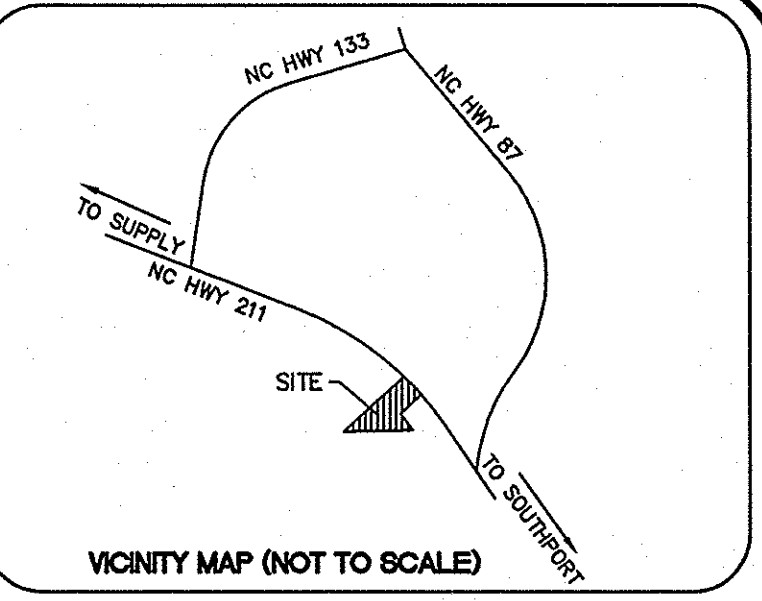 NC HWY 133
NC HWY 87
TO SUPPLY
NC HWY 211
SITE
TO SOUTHPORT
VICINITY MAP (NOT TO SCALE)